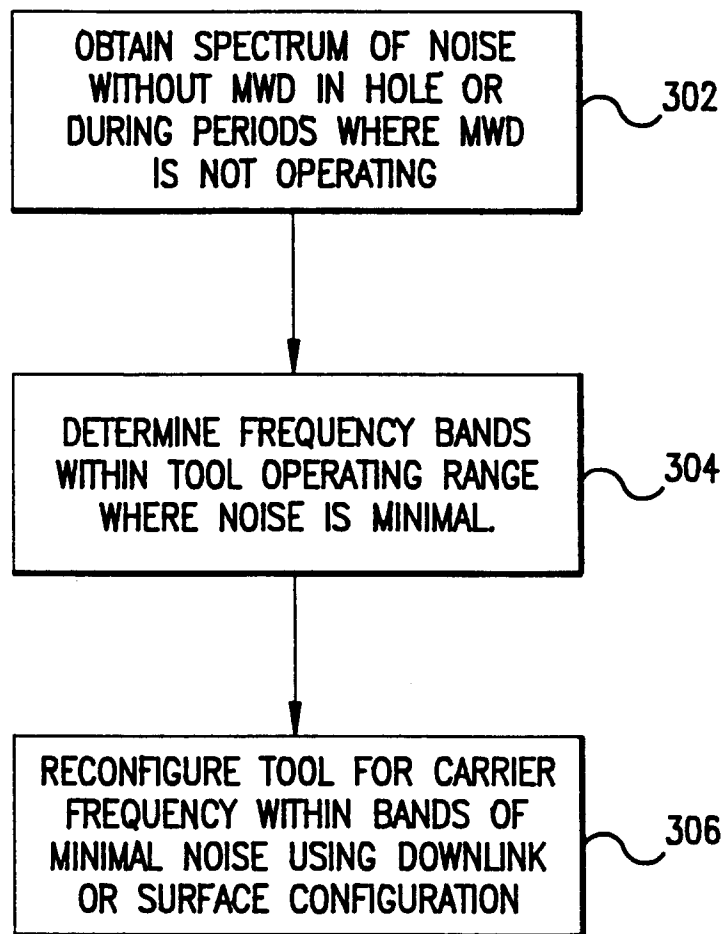 OBTAIN SPECTRUM OF NOISE
WITHOUT MWD IN HOLE OR
DURING PERIODS WHERE MWD
IS NOT OPERATING
302
DETERMINE FREQUENCY BANDS
WITHIN TOOL OPERATING RANGE
WHERE NOISE IS MINIMAL.
304
RECONFIGURE TOOL FOR CARRIER
FREQUENCY WITHIN BANDS OF
MINIMAL NOISE USING DOWNLINK
OR SURFACE CONFIGURATION
306